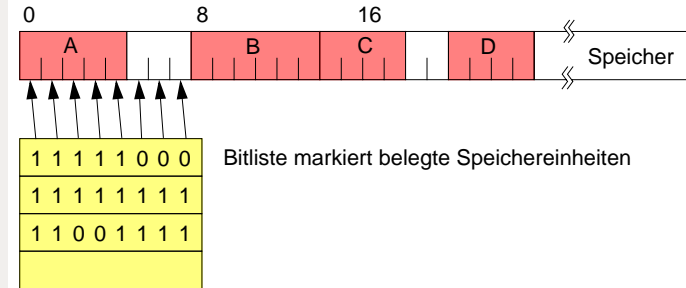 0 8 16
A B C D Speicher
1 1 1 1 1 0 0 0 Bitliste markiert belegte Speichereinheiten
1 1 1 1 1 1 1 1
1 1 0 0 1 1 1 1